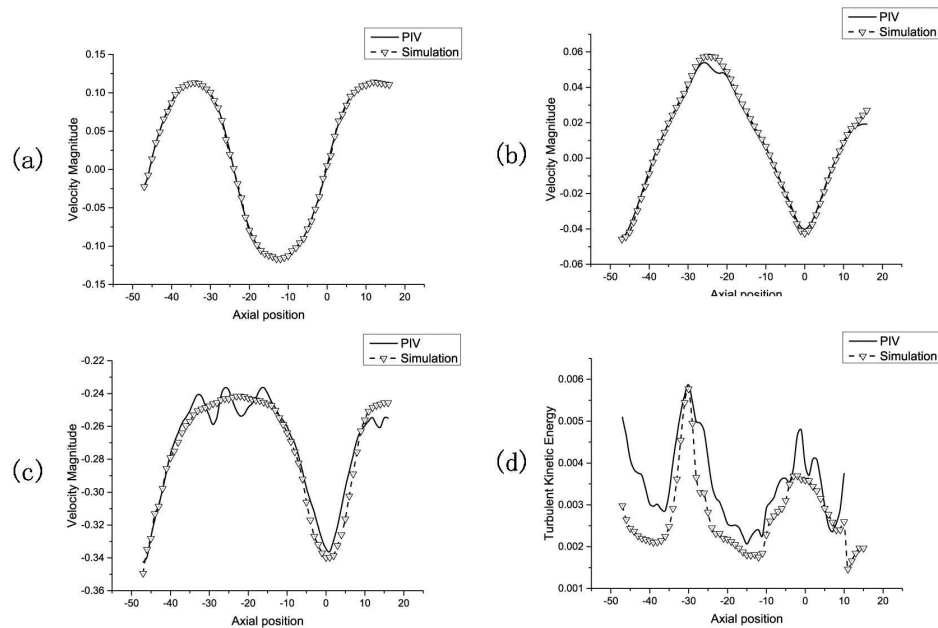 PIV
Simulation
(a)
Velocity Magnitude
0.15
0.10
0.05
0.00
-0.05
-0.10
-0.15
-50 -40 -30 -20 -10 0 10 20
Axial position
PIV
Simulation
(b)
Velocity Magnitude
0.06
0.04
0.02
0.00
-0.02
-0.04
-0.06
-50 -40 -30 -20 -10 0 10 20
Axial position
PIV
Simulation
(c)
Velocity Magnitude
-0.22
-0.24
-0.26
-0.28
-0.30
-0.32
-0.34
-0.36
-50 -40 -30 -20 -10 0 10 20
Axial position
PIV
Simulation
(d)
Turbulent Kinetic Energy
0.006
0.005
0.004
0.003
0.002
0.001
-50 -40 -30 -20 -10 0 10 20
Axial position